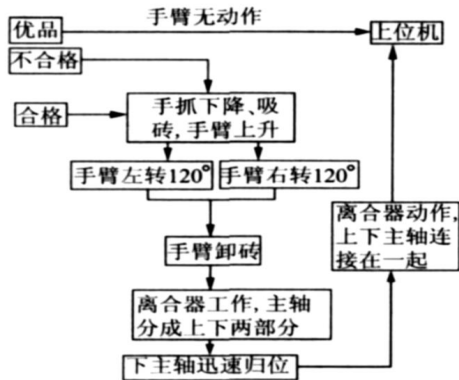 手臂无动作
优品
上位机
不合格
合格
手抓下降、吸
砖,手臂上升
手臂左转120°
手臂右转120°
手臂卸砖
离合器动作,
上下主轴连
接在一起
离合器工作,主轴
分成上下两部分
下主轴迅速归位